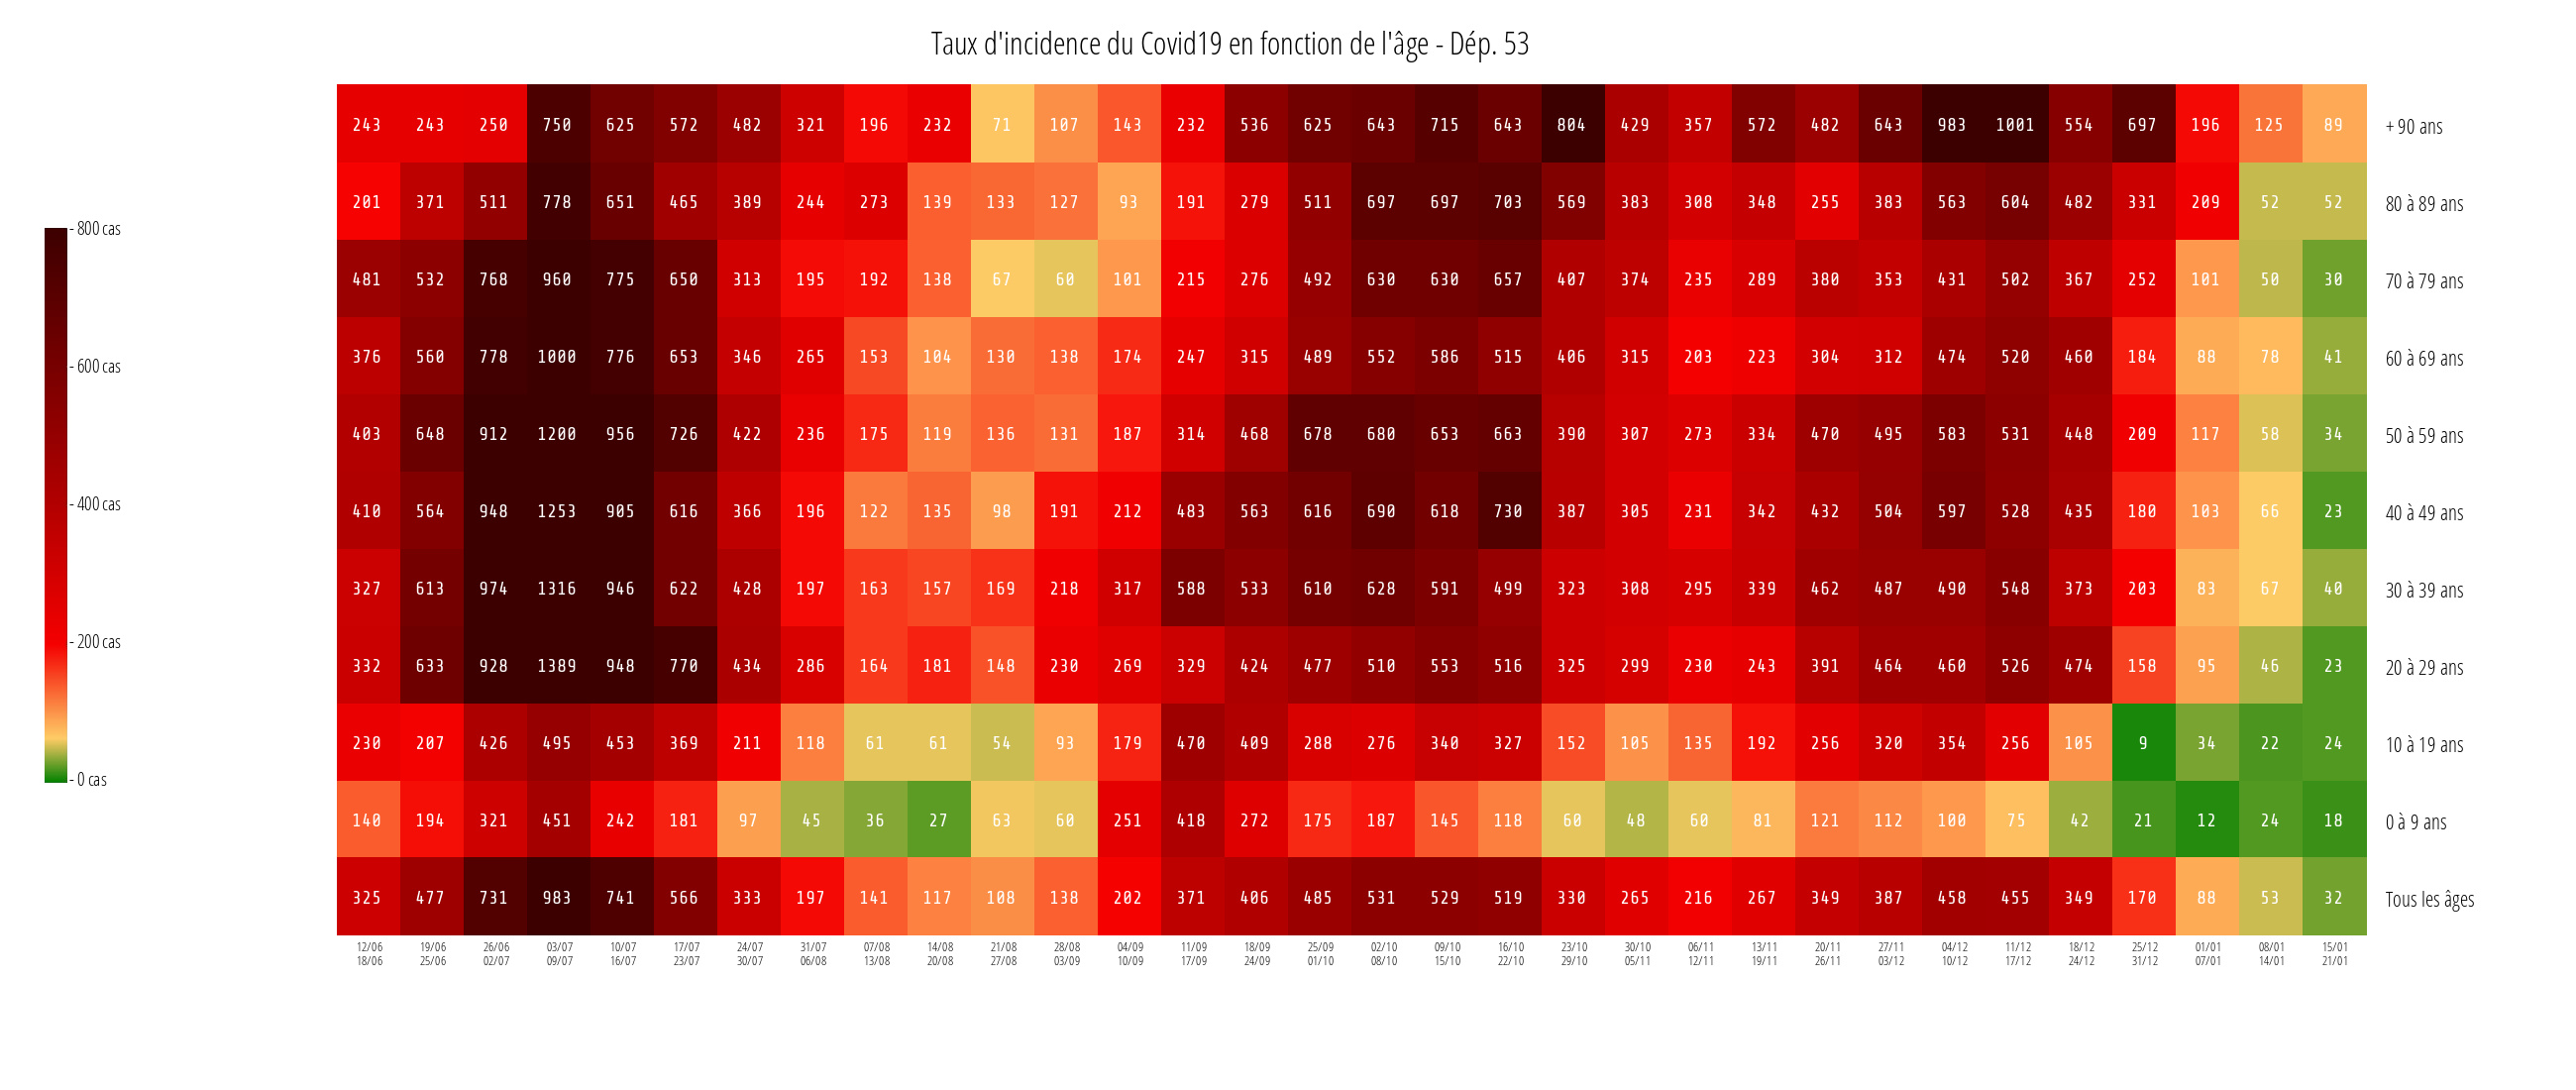 Taux d'incidence du Covid19 en fonction de l'âge - Dép. 53
243 243 250 750 625 572 482 321 196 232 71 107 143 232 536 625 643 715 643 804 429 357 572 482 643 983 1001 554 697 196 125 89 + 90 ans
201 371 511 778 651 465 389 244 273 139 133 127 93 191 279 511 697 697 703 569 383 308 348 255 383 563 604 482 331 209 52 52 80 à 89 ans
- 800 cas
481 532 768 960 775 650 313 195 192 138 67 60 101 215 276 492 630 630 657 407 374 235 289 380 353 431 502 367 252 101 50 30 70 à 79 ans
376 560 778 1000 776 653 346 265 153 104 130 138 174 247 315 489 552 586 515 406 315 203 223 304 312 474 520 460 184 88 78 41 60 à 69 ans
- 600 cas
403 648 912 1200 956 726 422 236 175 119 136 131 187 314 468 678 680 653 663 390 307 273 334 470 495 583 531 448 209 117 58 34 50 à 59 ans
- 400 cas
410 564 948 1253 905 616 366 196 122 135 98 191 212 483 563 616 690 618 730 387 305 231 342 432 504 597 528 435 180 103 66 23 40 à 49 ans
327 613 974 1316 946 622 428 197 163 157 169 218 317 588 533 610 628 591 499 323 308 295 339 462 487 490 548 373 203 83 67 40 30 à 39 ans
- 200 cas
332 633 928 1389 948 770 434 286 164 181 148 230 269 329 424 477 510 553 516 325 299 230 243 391 464 460 526 474 158 95 46 23 20 à 29 ans
230 207 426 495 453 369 211 118 61 61 54 93 179 470 409 288 276 340 327 152 105 135 192 256 320 354 256 105 9 34 22 24 10 à 19 ans
- 0 cas
140 194 321 451 242 181 97 45 36 27 63 60 251 418 272 175 187 145 118 60 48 60 81 121 112 100 75 42 21 12 24 18 0 à 9 ans
325 477 731 983 741 566 333 197 141 117 108 138 202 371 406 485 531 529 519 330 265 216 267 349 387 458 455 349 170 88 53 32 Tous les âges
12/06 19/06 26/06 03/07 10/07 17/07 24/07 31/07 07/08 14/08 21/08 28/08 04/09 11/09 18/09 25/09 02/10 09/10 16/10 23/10 30/10 06/11 13/11 20/11 27/11 04/12 11/12 18/12 25/12 01/01 08/01 15/01
18/06 25/06 02/07 09/07 16/07 23/07 30/07 06/08 13/08 20/08 27/08 03/09 10/09 17/09 24/09 01/10 08/10 15/10 22/10 29/10 05/11 12/11 19/11 26/11 03/12 10/12 17/12 24/12 31/12 07/01 14/01 21/01